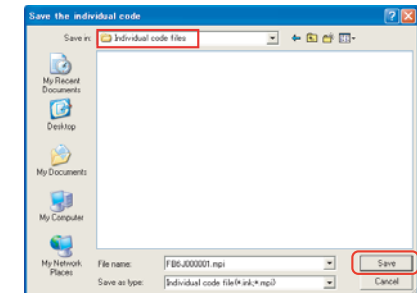 Save the individual code
Save in: Individual code files
My Recent
Documents
Desktop
My Documents
My Computer
My Network
Places
File name: FB6J000001.mpi
Save
Save as type: Individual code file(*.ink;*.mpi)
Cancel